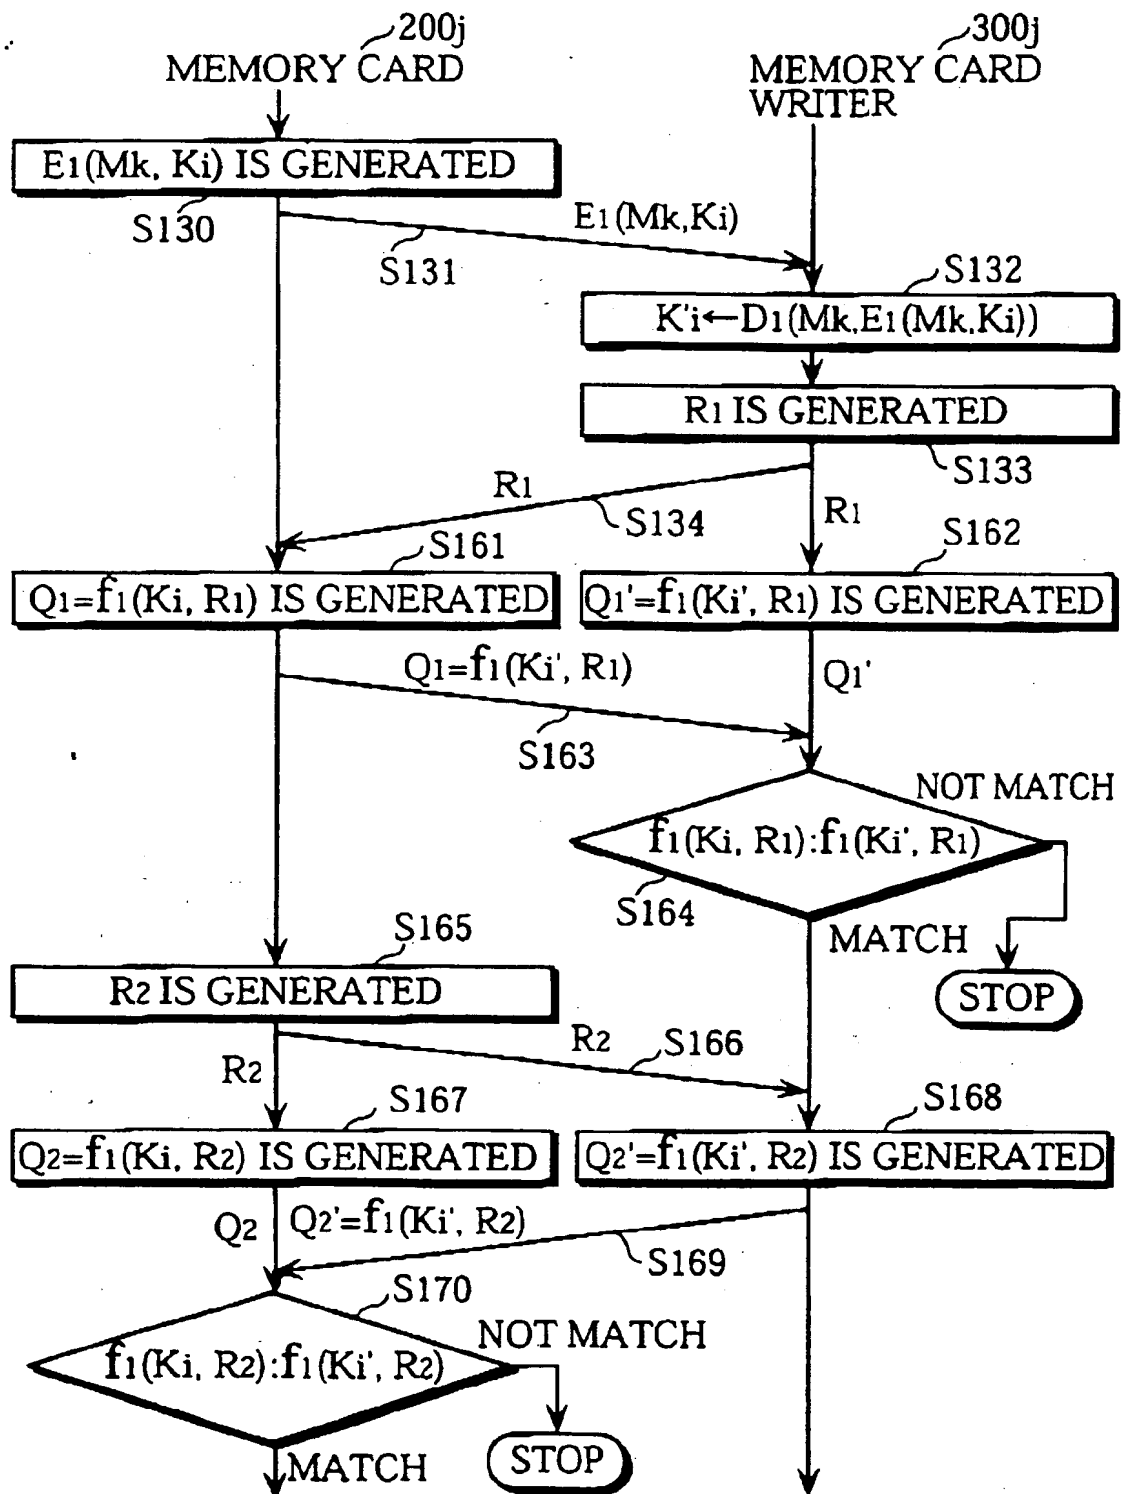 200j
MEMORY CARD
300j
MEMORY CARD
WRITER
E1(Mk, Ki) IS GENERATED
S130
E1(Mk,Ki)
S131
S132
K'i←D1(Mk,E1(Mk,Ki))
R1 IS GENERATED
S133
R1
S134
R1
S161
S162
Q1=f1(Ki, R1) IS GENERATED
Q1'=f1(Ki', R1) IS GENERATED
Q1=f1(Ki', R1)
Q1'
S163
NOT MATCH
f1(Ki, R1):f1(Ki', R1)
S164
MATCH
STOP
S165
R2 IS GENERATED
R2
S166
R2
S167
S168
Q2=f1(Ki, R2) IS GENERATED
Q2'=f1(Ki', R2) IS GENERATED
Q2
Q2'=f1(Ki', R2)
S169
S170
NOT MATCH
f1(Ki, R2):f1(Ki', R2)
STOP
MATCH